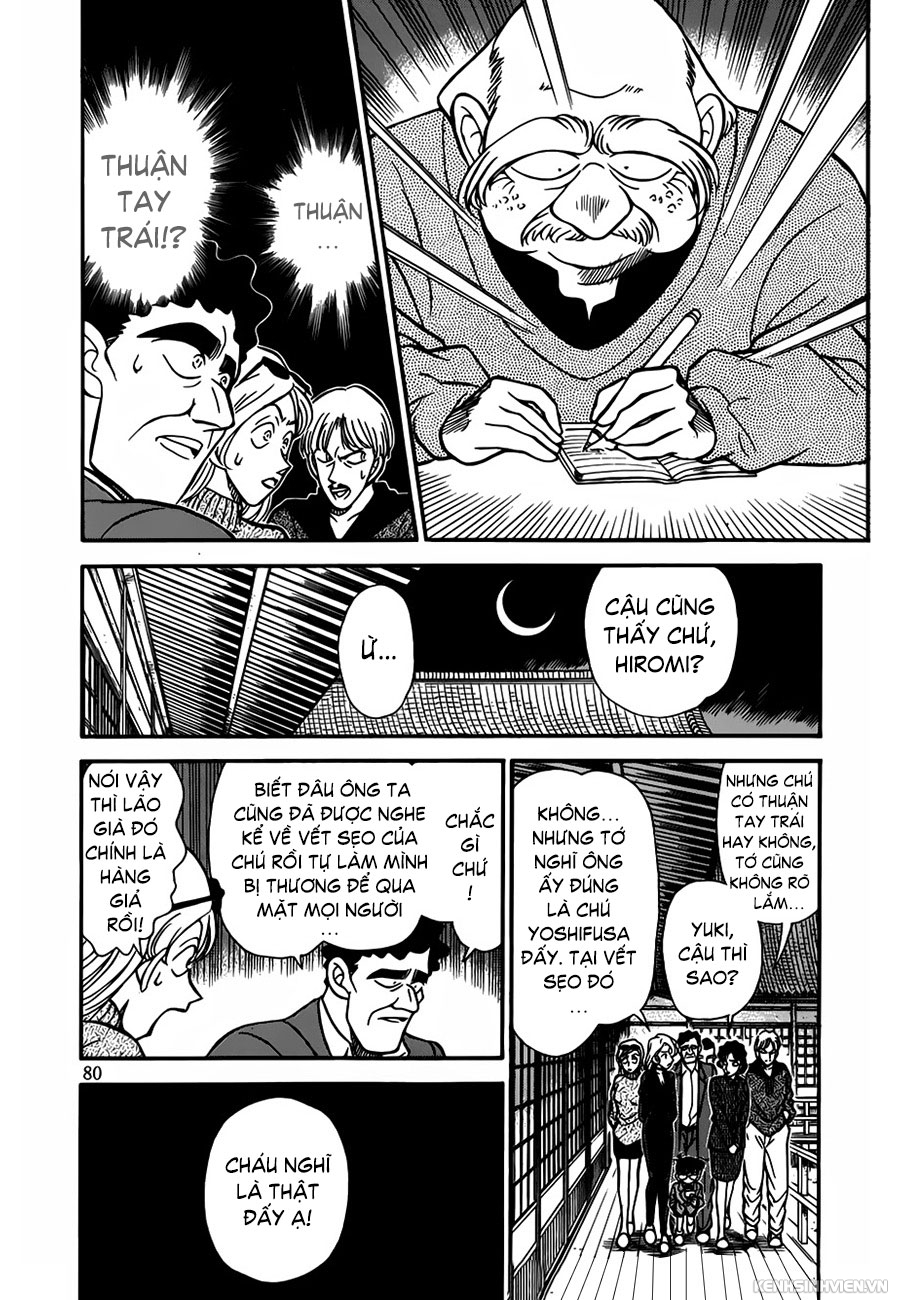 THUẬN
...
THUẬN
TAY
TRÁI!?
CẬU CŨNG
THẤY CHỨ,
HIROMI?
Ừ...
NHƯNG CHÚ
CÓ THUẬN
TAY TRÁI
HAY KHÔNG,
TỚ CŨNG
KHÔNG RÕ
LẮM...
YUKI,
CẬU THÌ
SAO?
KHÔNG...
NHƯNG TỚ
NGHĨ ÔNG
ẤY ĐÚNG
LÀ CHÚ
YOSHIFUSA
ĐẤY. TẠI VẾT
SẸO ĐÓ
...
CHẮC
GÌ
CHỨ
!
BIẾT ĐÂU ÔNG TA
CŨNG ĐÃ ĐƯỢC NGHE
KỂ VỀ VẾT SẸO CỦA
CHÚ RỒI TỰ LÀM MÌNH
BỊ THƯƠNG ĐỂ QUA
MẶT MỌI NGƯỜI
...
NÓI VẬY
THÌ LÃO
GIÀ ĐÓ
CHÍNH LÀ
HÀNG
GIẢ
RỒI!
80
CHÁU NGHĨ
LÀ THẬT
ĐẤY Ạ!
KENHSINHVIEN.VN